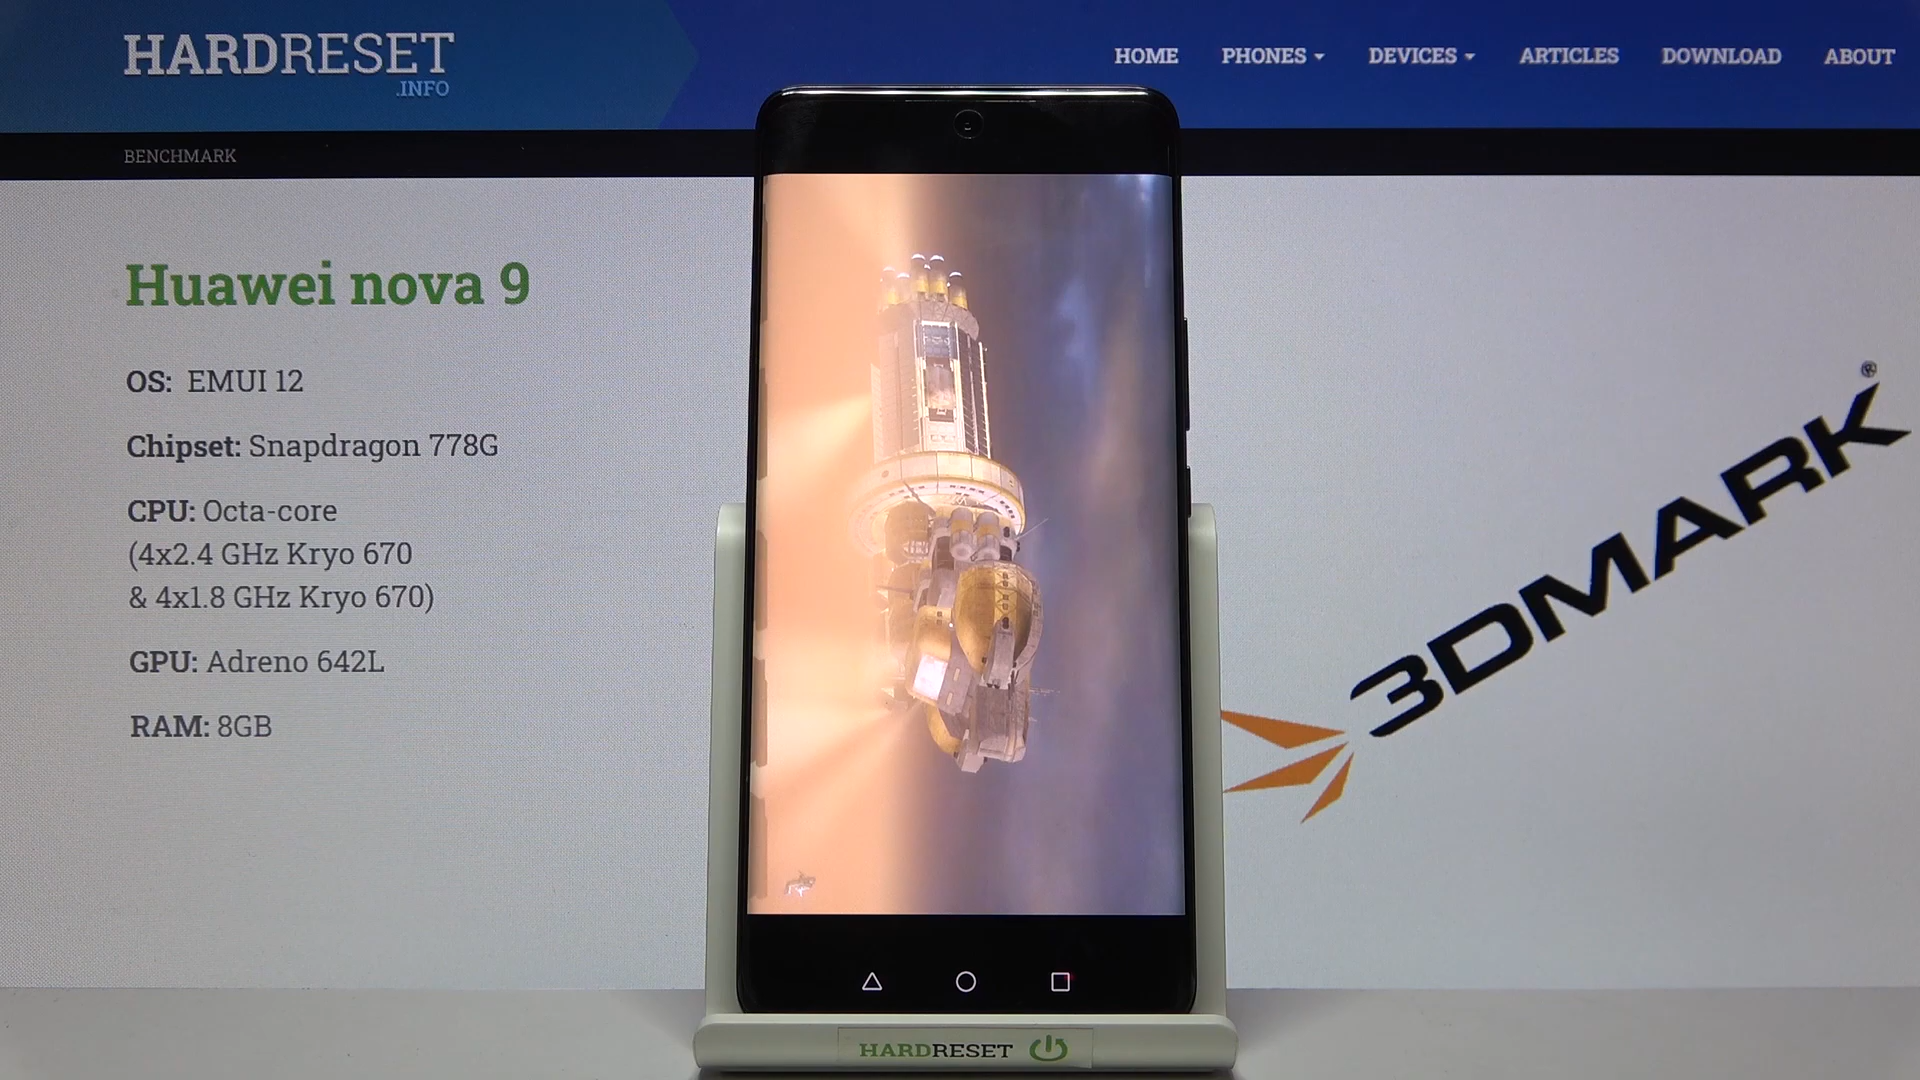 HARDRESET
.INFO
HOME PHONES DEVICES ARTICLES DOWNLOAD ABOUT
BENCHMARK
Huawei nova 9
OS: EMUI 12
Chipset: Snapdragon 778G
CPU: Octa-core
(4x2.4 GHz Kryo 670
& 4x1.8 GHz Kryo 670)
GPU: Adreno 642L
RAM: 8GB
3DMARK®
HARDRESET